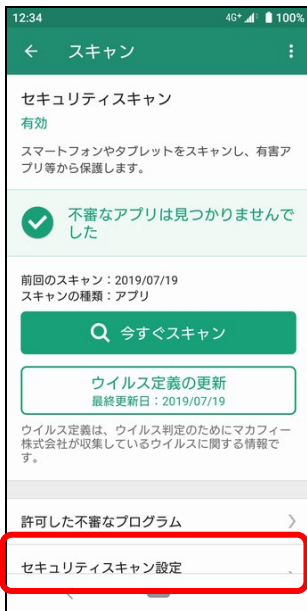 12:34 4G+ 100%
スキャン
セキュリティスキャン
有効
スマートフォンやタブレットをスキャンし、有害ア
プリ等から保護します。
不審なアプリは見つかりませんで
した
前回のスキャン：2019/07/19
スキャンの種類：アプリ
今すぐスキャン
ウイルス定義の更新
最終更新日：2019/07/19
ウイルス定義は、ウイルス判定のためにマカフィー
株式会社が収集しているウイルスに関する情報で
す。
許可した不審なプログラム
セキュリティスキャン設定